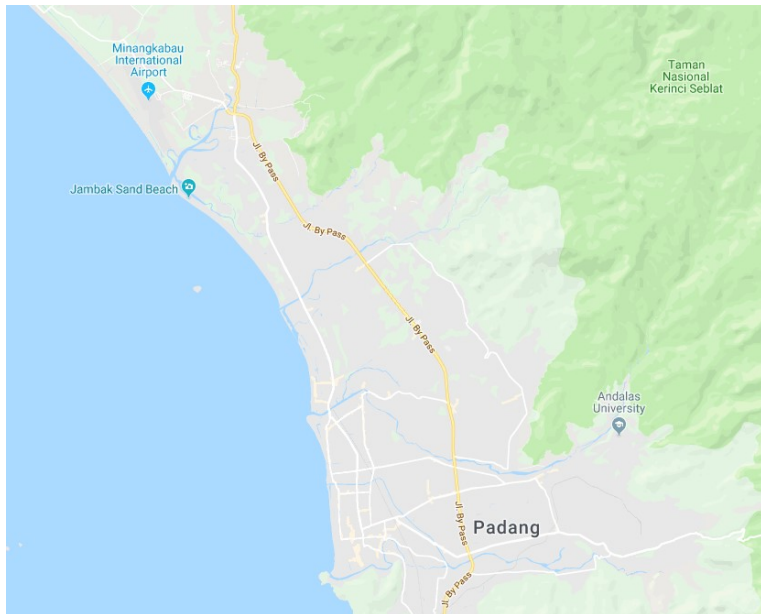 Minangkabau
International
Airport
Taman
Nasional
Kerinci Seblat
Jl. By Pass
Jambak Sand Beach
Jl. By Pass
Jl. By Pass
Andalas
University
Jl. By Pass
Padang
Jl. By Pass